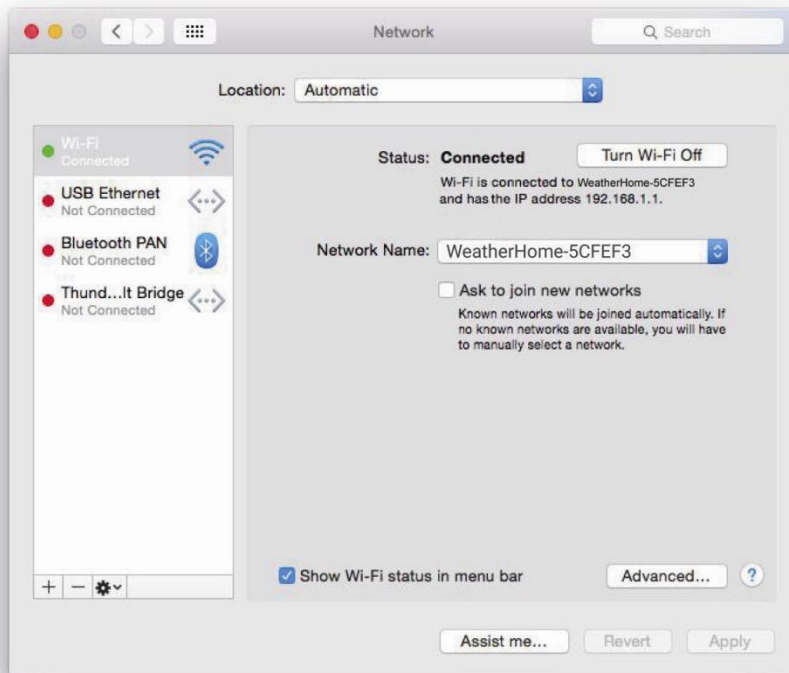 Network
Search
Location: Automatic
Wi-Fi
Connected
USB Ethernet
Not Connected
Bluetooth PAN
Not Connected
Thund...lt Bridge
Not Connected
Status: Connected
Turn Wi-Fi Off
Wi-Fi is connected to WeatherHome-5CFEF3
and has the IP address 192.168.1.1.
Network Name: WeatherHome-5CFEF3
Ask to join new networks
Known networks will be joined automatically. If
no known networks are available, you will have
to manually select a network.
Show Wi-Fi status in menu bar
Advanced...
?
Assist me...
Revert
Apply